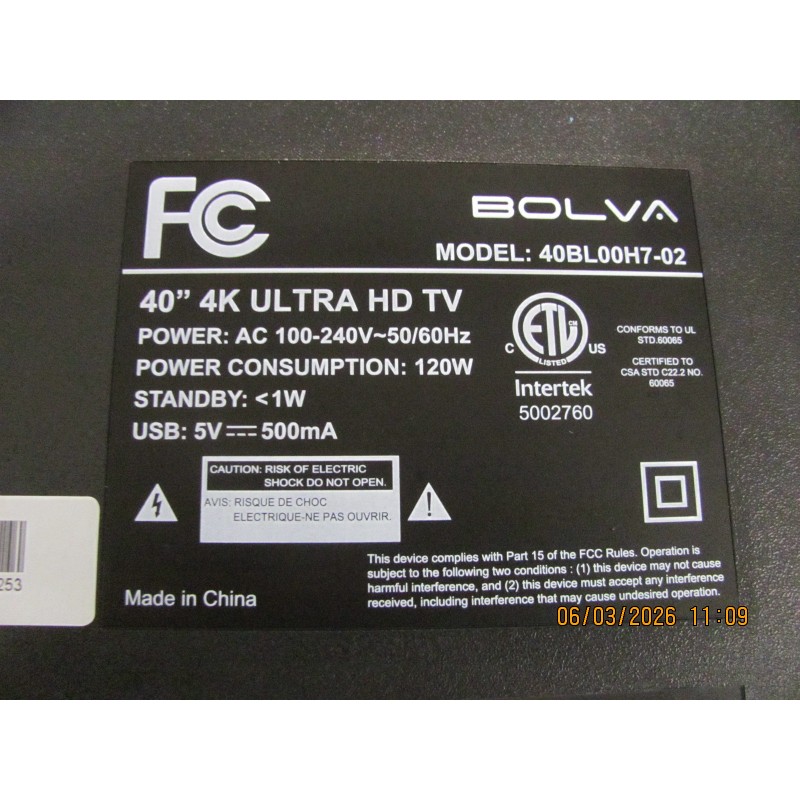 FC
BOLVA
MODEL: 40BL00H7-02
40” 4K ULTRA HD TV
POWER: AC 100-240V~50/60Hz
POWER CONSUMPTION: 120W
STANDBY: <1W
USB: 5V⎓500mA
ETL CM
LISTED
C US
Intertek
5002760
CONFORMS TO UL
STD.60065
CERTIFIED TO
CSA STD C22.2 NO.
60065
CAUTION: RISK OF ELECTRIC
SHOCK DO NOT OPEN.
AVIS: RISQUE DE CHOC
ELECTRIQUE-NE PAS OUVRIR.
253
Made in China
This device complies with Part 15 of the FCC Rules. Operation is
subject to the following two conditions : (1) this device may not cause
harmful interference, and (2) this device must accept any interference
received, including interference that may cause undesired operation.
06/03/2026 11:09